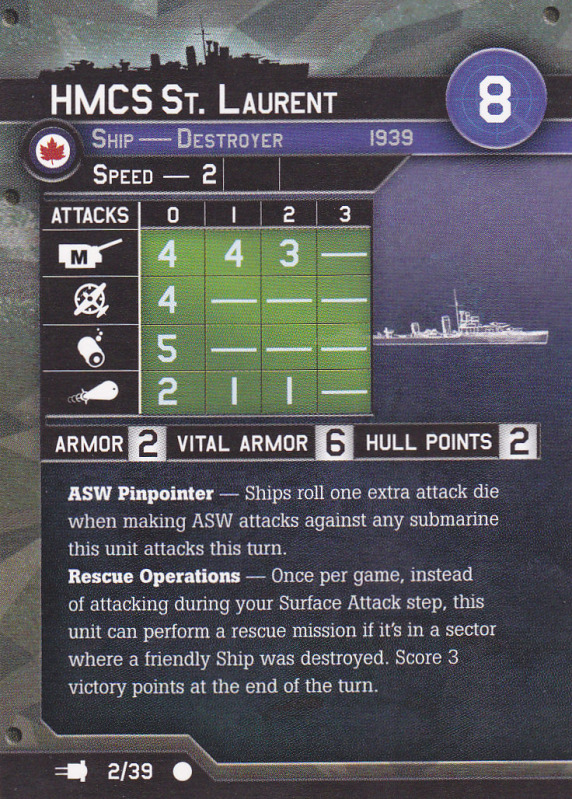 HMCS St. Laurent
8
Ship — Destroyer 1939
Speed — 2
ATTACKS 0 1 2 3
M 4 4 3 —
4 — — —
5 — — —
2 1 1 —
ARMOR 2 VITAL ARMOR 6 HULL POINTS 2
ASW Pinpointer — Ships roll one extra attack die
when making ASW attacks against any submarine
this unit attacks this turn.
Rescue Operations — Once per game, instead
of attacking during your Surface Attack step, this
unit can perform a rescue mission if it's in a sector
where a friendly Ship was destroyed. Score 3
victory points at the end of the turn.
2/39